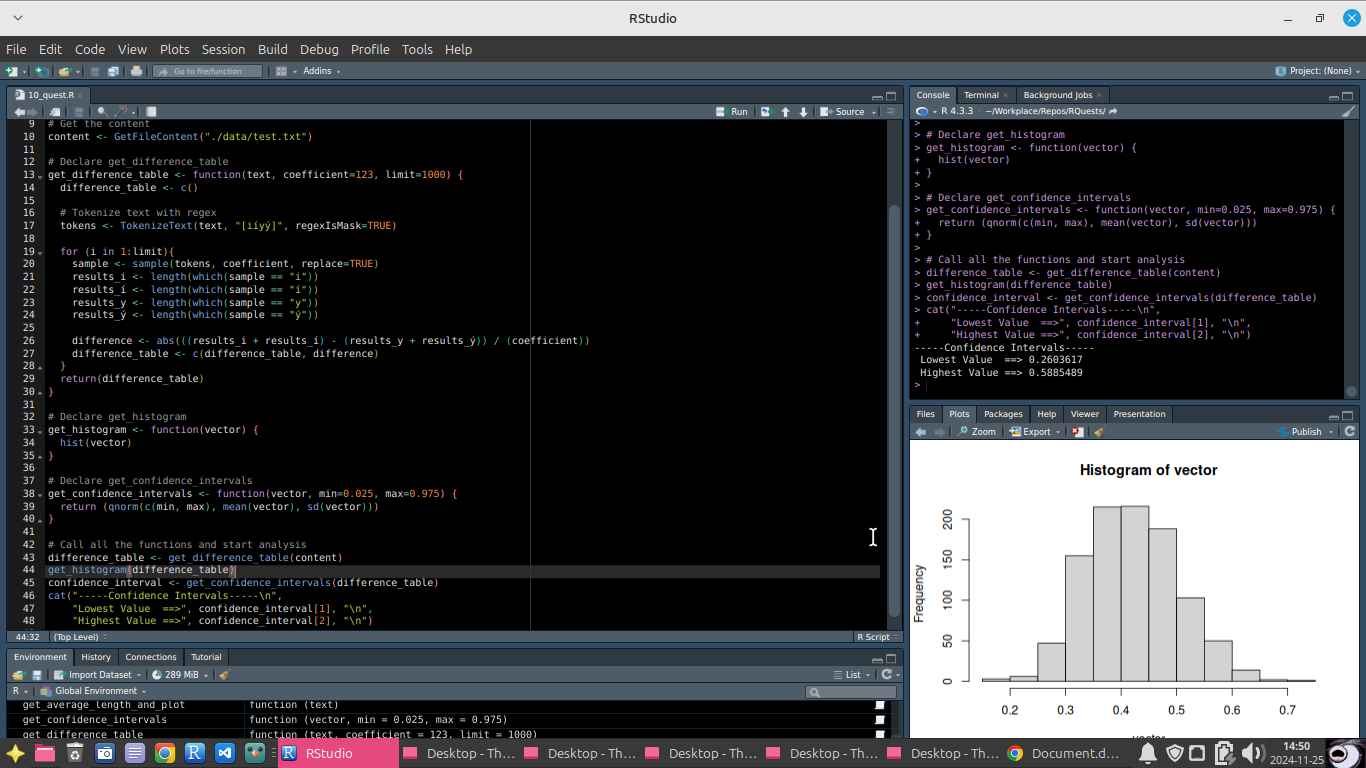 RStudio
File Edit Code View Plots Session Build Debug Profile Tools Help
Go to file/function Addins Project: (None)
10_quest.R
Run Source
9 # Get the content
10 content <- GetFileContent("./data/test.txt")
11
12 # Declare get_difference_table
13 get_difference_table <- function(text, coefficient=123, limit=1000) {
14 difference_table <- c()
15
16 # Tokenize text with regex
17 tokens <- TokenizeText(text, "[iíyý]", regexIsMask=TRUE)
18
19 for (i in 1:limit){
20 sample <- sample(tokens, coefficient, replace=TRUE)
21 results_i <- length(which(sample == "i"))
22 results_í <- length(which(sample == "í"))
23 results_y <- length(which(sample == "y"))
24 results_ý <- length(which(sample == "ý"))
25
26 difference <- abs(((results_i + results_í) - (results_y + results_ý)) / (coefficient))
27 difference_table <- c(difference_table, difference)
28 }
29 return(difference_table)
30 }
31
32 # Declare get_histogram
33 get_histogram <- function(vector) {
34 hist(vector)
35 }
36
37 # Declare get_confidence_intervals
38 get_confidence_intervals <- function(vector, min=0.025, max=0.975) {
39 return (qnorm(c(min, max), mean(vector), sd(vector)))
40 }
41
42 # Call all the functions and start analysis
43 difference_table <- get_difference_table(content)
44 get_histogram(difference_table)
45 confidence_interval <- get_confidence_intervals(difference_table)
46 cat("-----Confidence Intervals-----\n",
47 "Lowest Value ==>", confidence_interval[1], "\n",
48 "Highest Value ==>", confidence_interval[2], "\n")
44:32 (Top Level) R Script
Environment History Connections Tutorial
Import Dataset 289 MiB List
R Global Environment
get_average_length_and_plot function (text)
get_confidence_intervals function (vector, min = 0.025, max = 0.975)
get_difference_table function (text, coefficient = 123, limit = 1000)
Console Terminal Background Jobs
R 4.3.3 · ~/Workplace/Repos/RQuests/
>
> # Declare get_histogram
> get_histogram <- function(vector) {
+ hist(vector)
+ }
>
> # Declare get_confidence_intervals
> get_confidence_intervals <- function(vector, min=0.025, max=0.975) {
+ return (qnorm(c(min, max), mean(vector), sd(vector)))
+ }
>
> # Call all the functions and start analysis
> difference_table <- get_difference_table(content)
> get_histogram(difference_table)
> confidence_interval <- get_confidence_intervals(difference_table)
> cat("-----Confidence Intervals-----\n",
+ "Lowest Value ==>", confidence_interval[1], "\n",
+ "Highest Value ==>", confidence_interval[2], "\n")
-----Confidence Intervals-----
Lowest Value ==> 0.2603617
Highest Value ==> 0.5885489
>
Files Plots Packages Help Viewer Presentation
Zoom Export Publish
Histogram of vector
Frequency
200
150
100
50
0
0.2 0.3 0.4 0.5 0.6 0.7
vector
RStudio Desktop - Th... Desktop - Th... Desktop - Th... Desktop - Th... Desktop - Th... Document.d...
14:50
2024-11-25